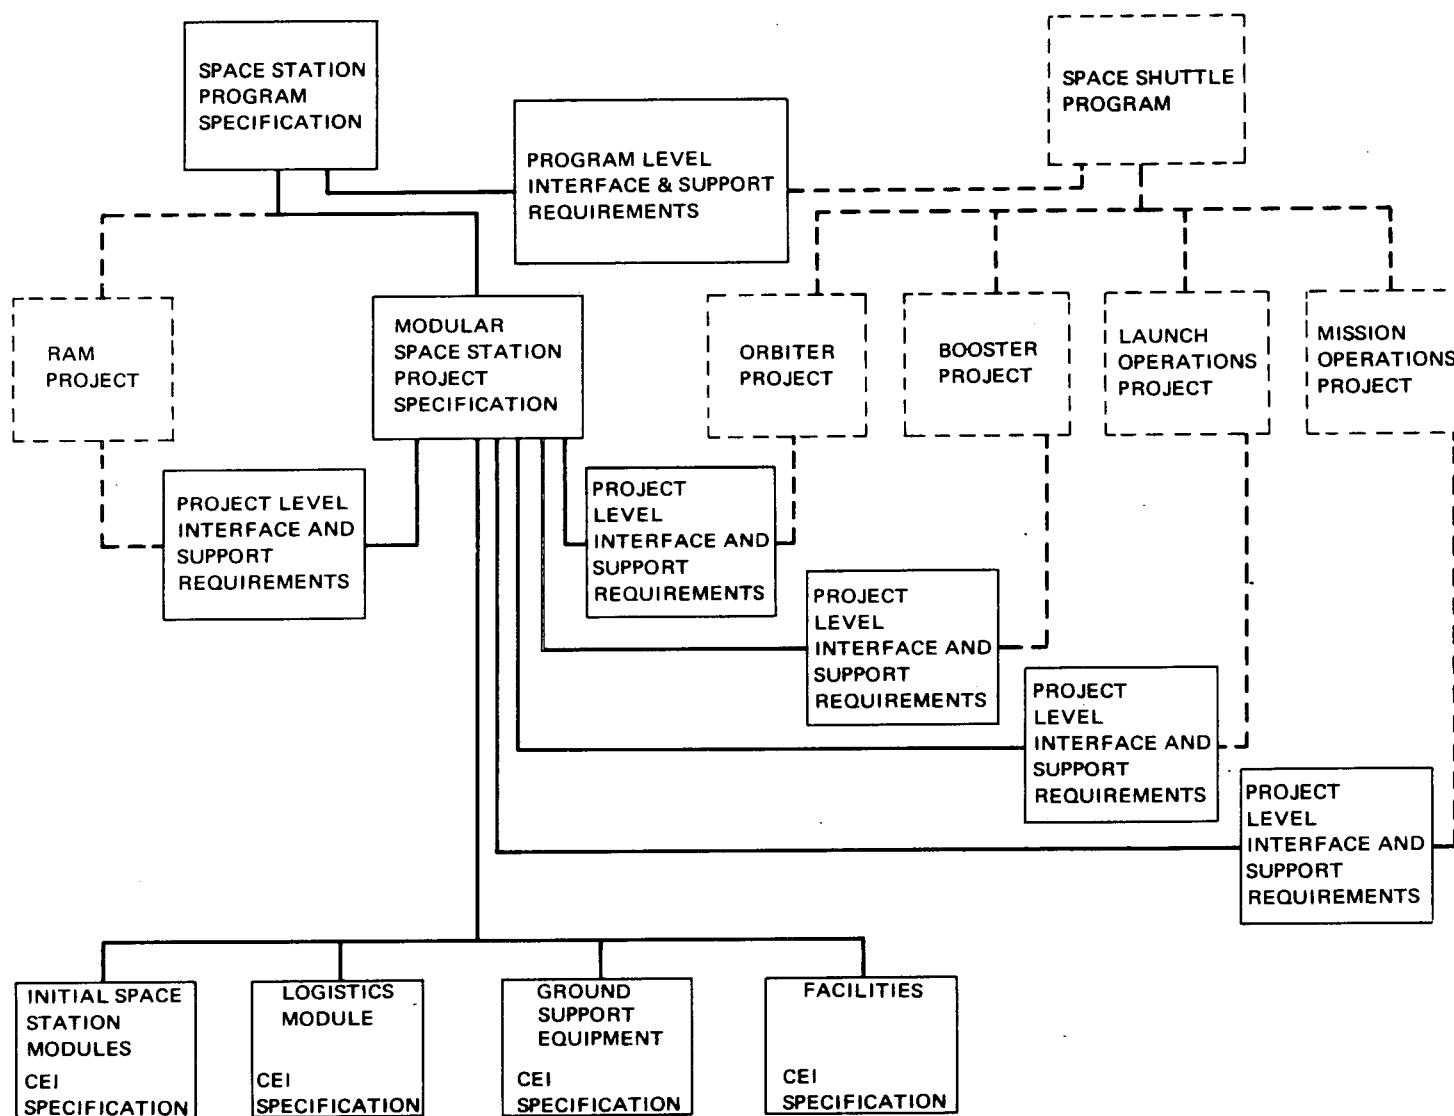 SPACE STATION
PROGRAM
SPECIFICATION
SPACE SHUTTLE
PROGRAM
PROGRAM LEVEL
INTERFACE & SUPPORT
REQUIREMENTS
RAM
PROJECT
MODULAR
SPACE STATION
PROJECT
SPECIFICATION
ORBITER
PROJECT
BOOSTER
PROJECT
LAUNCH
OPERATIONS
PROJECT
MISSION
OPERATIONS
PROJECT
PROJECT LEVEL
INTERFACE AND
SUPPORT
REQUIREMENTS
PROJECT
LEVEL
INTERFACE AND
SUPPORT
REQUIREMENTS
PROJECT
LEVEL
INTERFACE AND
SUPPORT
REQUIREMENTS
PROJECT
LEVEL
INTERFACE AND
SUPPORT
REQUIREMENTS
PROJECT
LEVEL
INTERFACE AND
SUPPORT
REQUIREMENTS
INITIAL SPACE
STATION
MODULES
CEI
SPECIFICATION
LOGISTICS
MODULE
CEI
SPECIFICATION
GROUND
SUPPORT
EQUIPMENT
CEI
SPECIFICATION
FACILITIES
CEI
SPECIFICATION